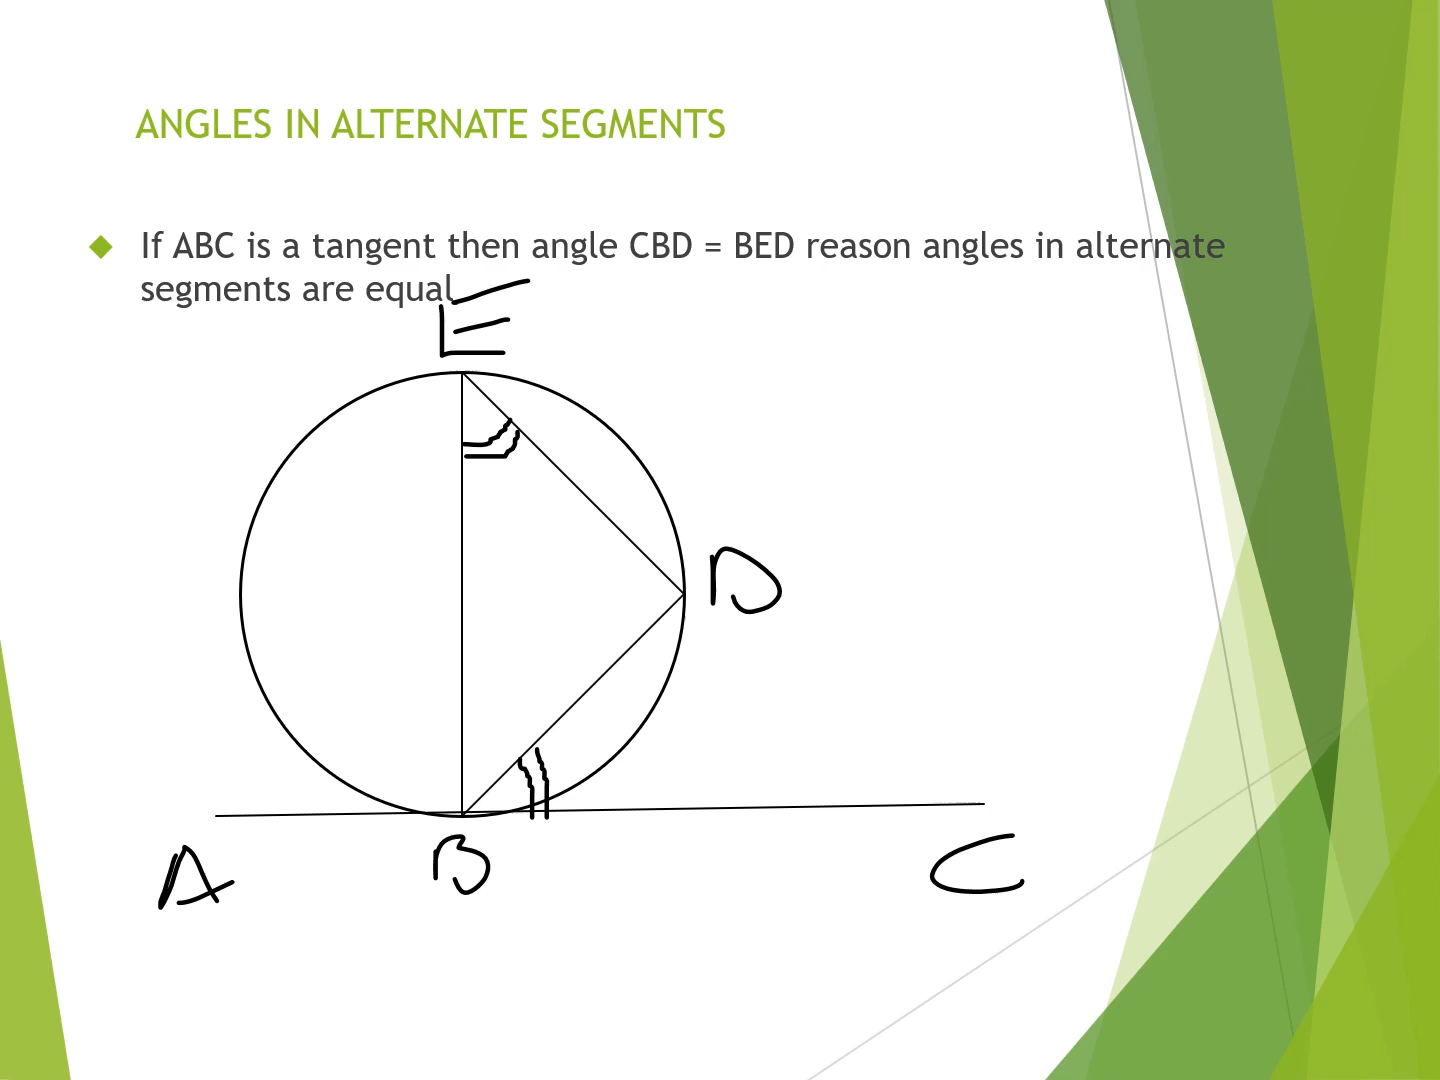 ANGLES IN ALTERNATE SEGMENTS
If ABC is a tangent then angle CBD = BED reason angles in alternate
segments are equal
E
D
A B C